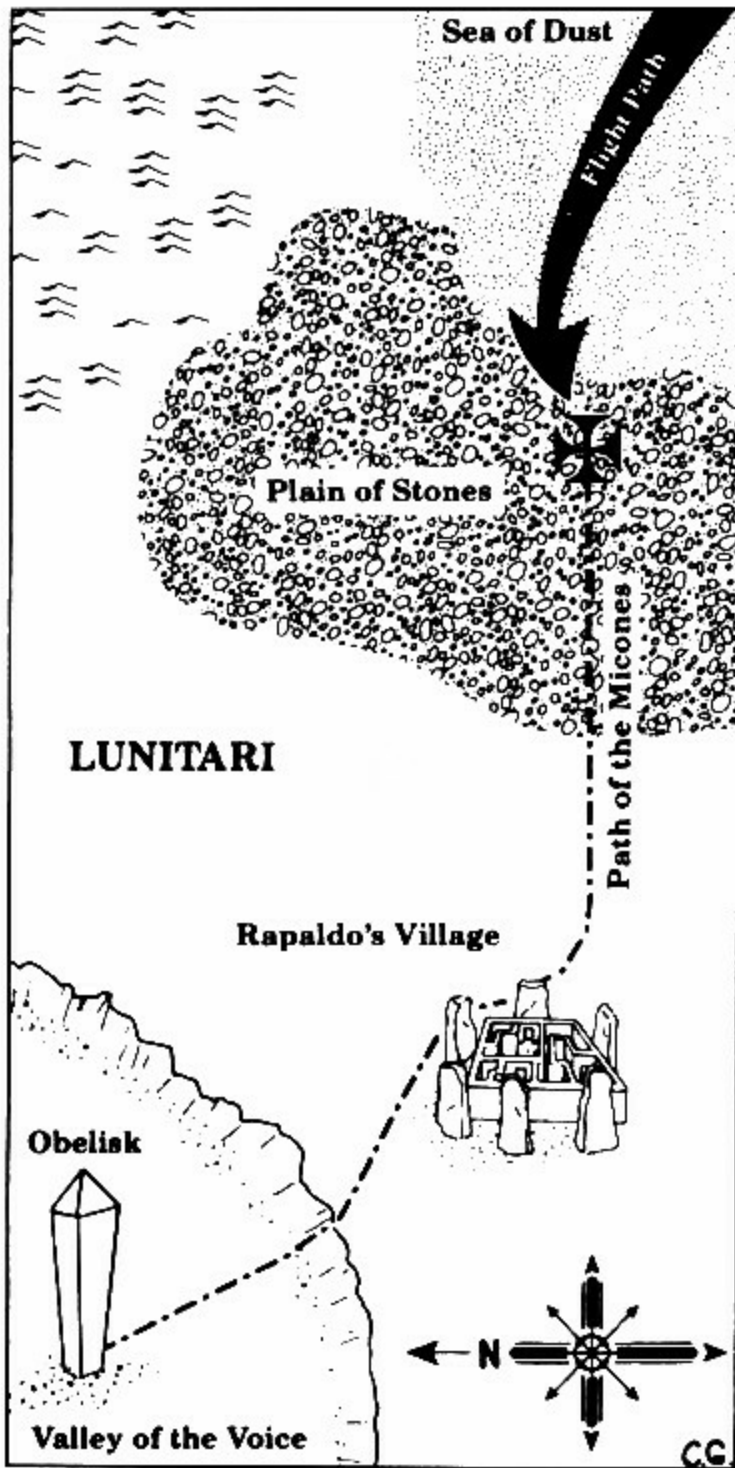 Sea of Dust
Flight Path
Plain of Stones
Path of the Micones
LUNITARI
Rapaldo's Village
Obelisk
N
Valley of the Voice
C.G.